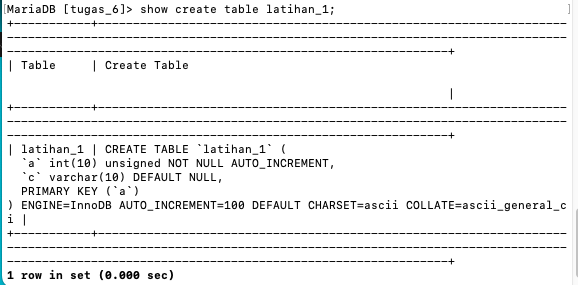 [MariaDB [tugas_6]> show create table latihan_1; ]
+-----------+------------------------------------------------------------------
-------------------------------------------------------------------------------
---------------------------------------------------------------+
| Table     | Create Table
|
+-----------+------------------------------------------------------------------
-------------------------------------------------------------------------------
---------------------------------------------------------------+
| latihan_1 | CREATE TABLE `latihan_1` (
  `a` int(10) unsigned NOT NULL AUTO_INCREMENT,
  `c` varchar(10) DEFAULT NULL,
  PRIMARY KEY (`a`)
) ENGINE=InnoDB AUTO_INCREMENT=100 DEFAULT CHARSET=ascii COLLATE=ascii_general_c
i |
+-----------+------------------------------------------------------------------
-------------------------------------------------------------------------------
---------------------------------------------------------------+
1 row in set (0.000 sec)